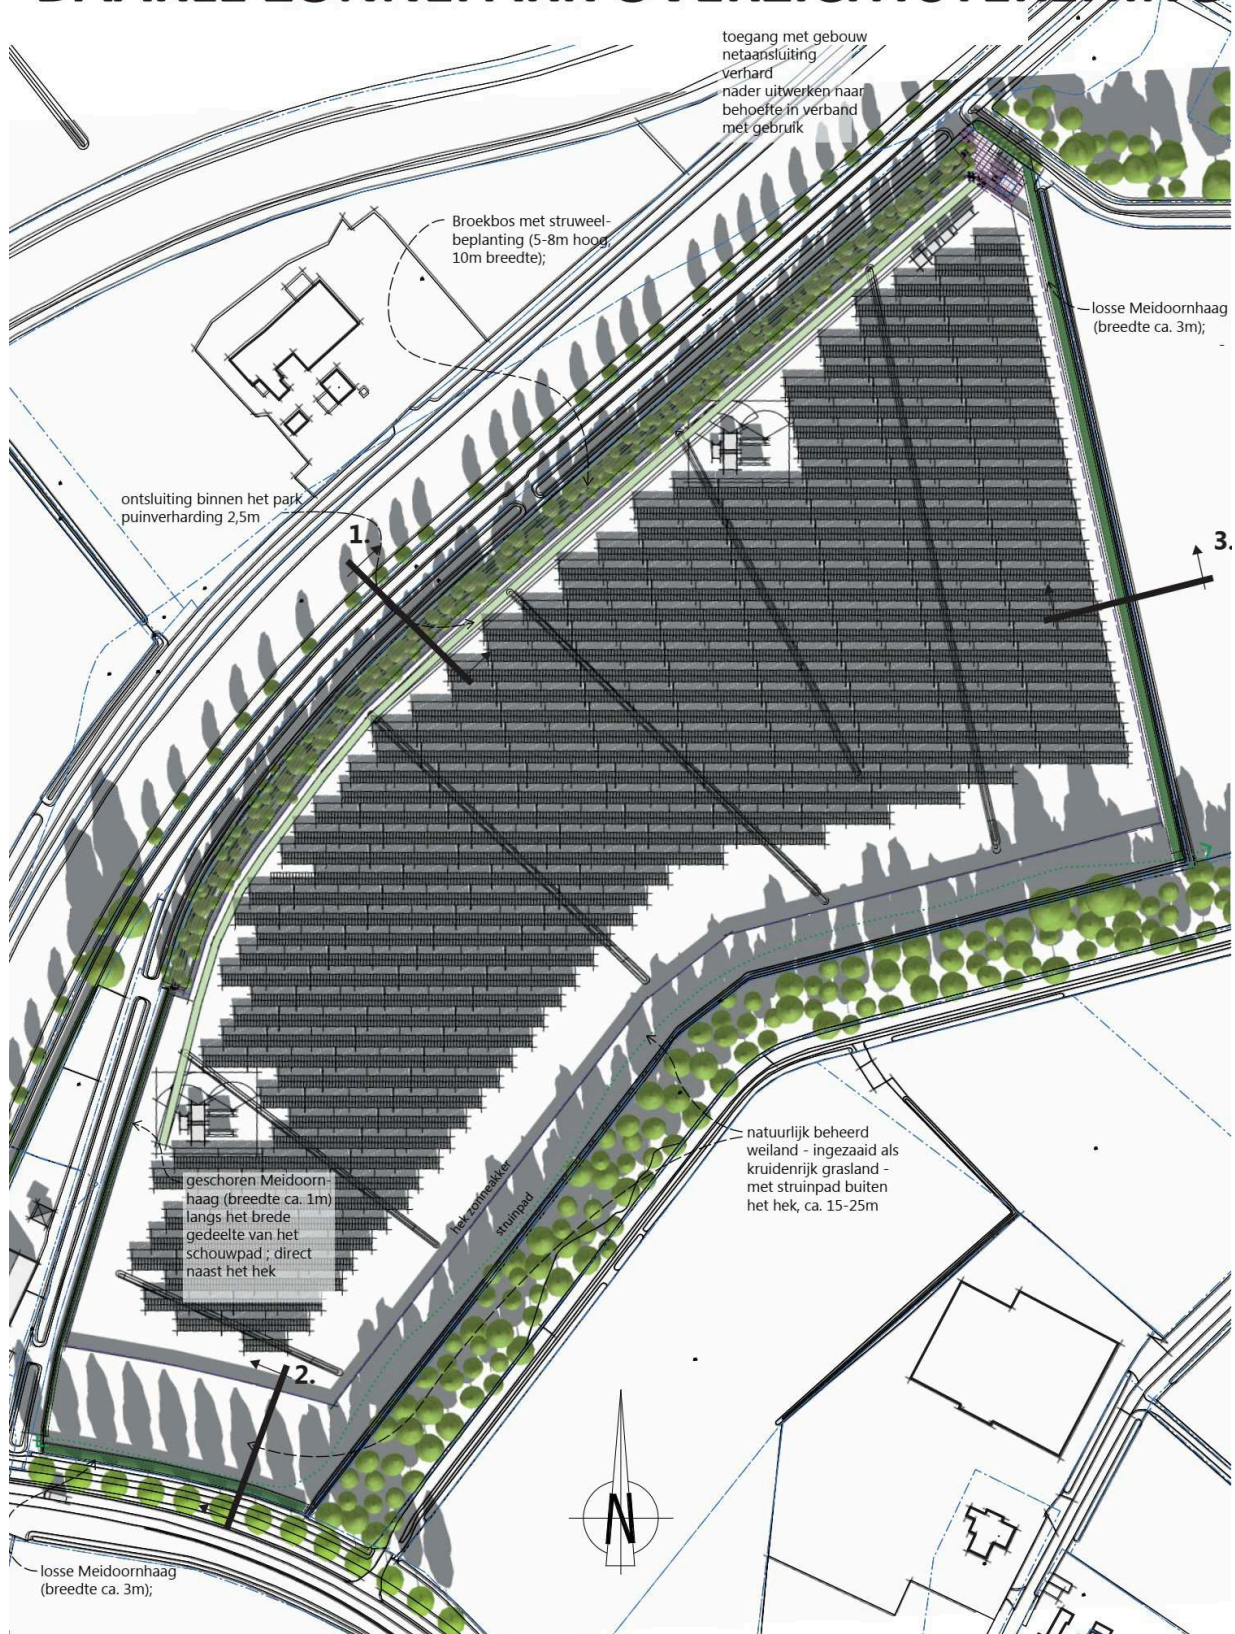 toegang met gebouw
netaansluiting
verhard
nader uitwerken naar
behoefte in verband
met gebruik
Broekbos met struweel-
beplanting (5-8m hoog,
10m breedte);
losse Meidoornhaag
(breedte ca. 3m);
ontsluiting binnen het park
puinverharding 2,5m
1.
3.
natuurlijk beheerd
weiland - ingezaaid als
kruidenrijk grasland -
met struinpad buiten
het hek, ca. 15-25m
hek zonneakker
struinpad
geschoren Meidoorn-
haag (breedte ca. 1m)
langs het brede
gedeelte van het
schouwpad ; direct
naast het hek
2.
N
losse Meidoornhaag
(breedte ca. 3m);